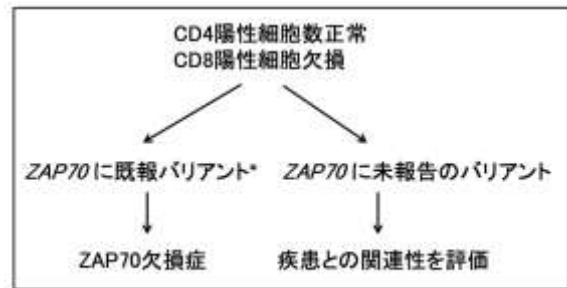 CD4陽性細胞数正常
CD8陽性細胞欠損
ZAP70に既報バリアント*
ZAP70に未報告のバリアント
ZAP70欠損症
疾患との関連性を評価